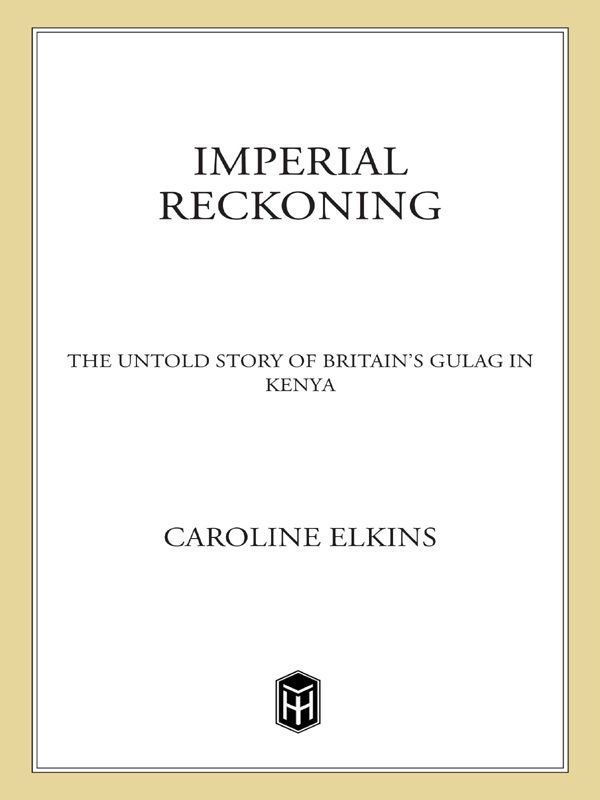 IMPERIAL
RECKONING
THE UNTOLD STORY OF BRITAIN’S GULAG IN
KENYA
CAROLINE ELKINS